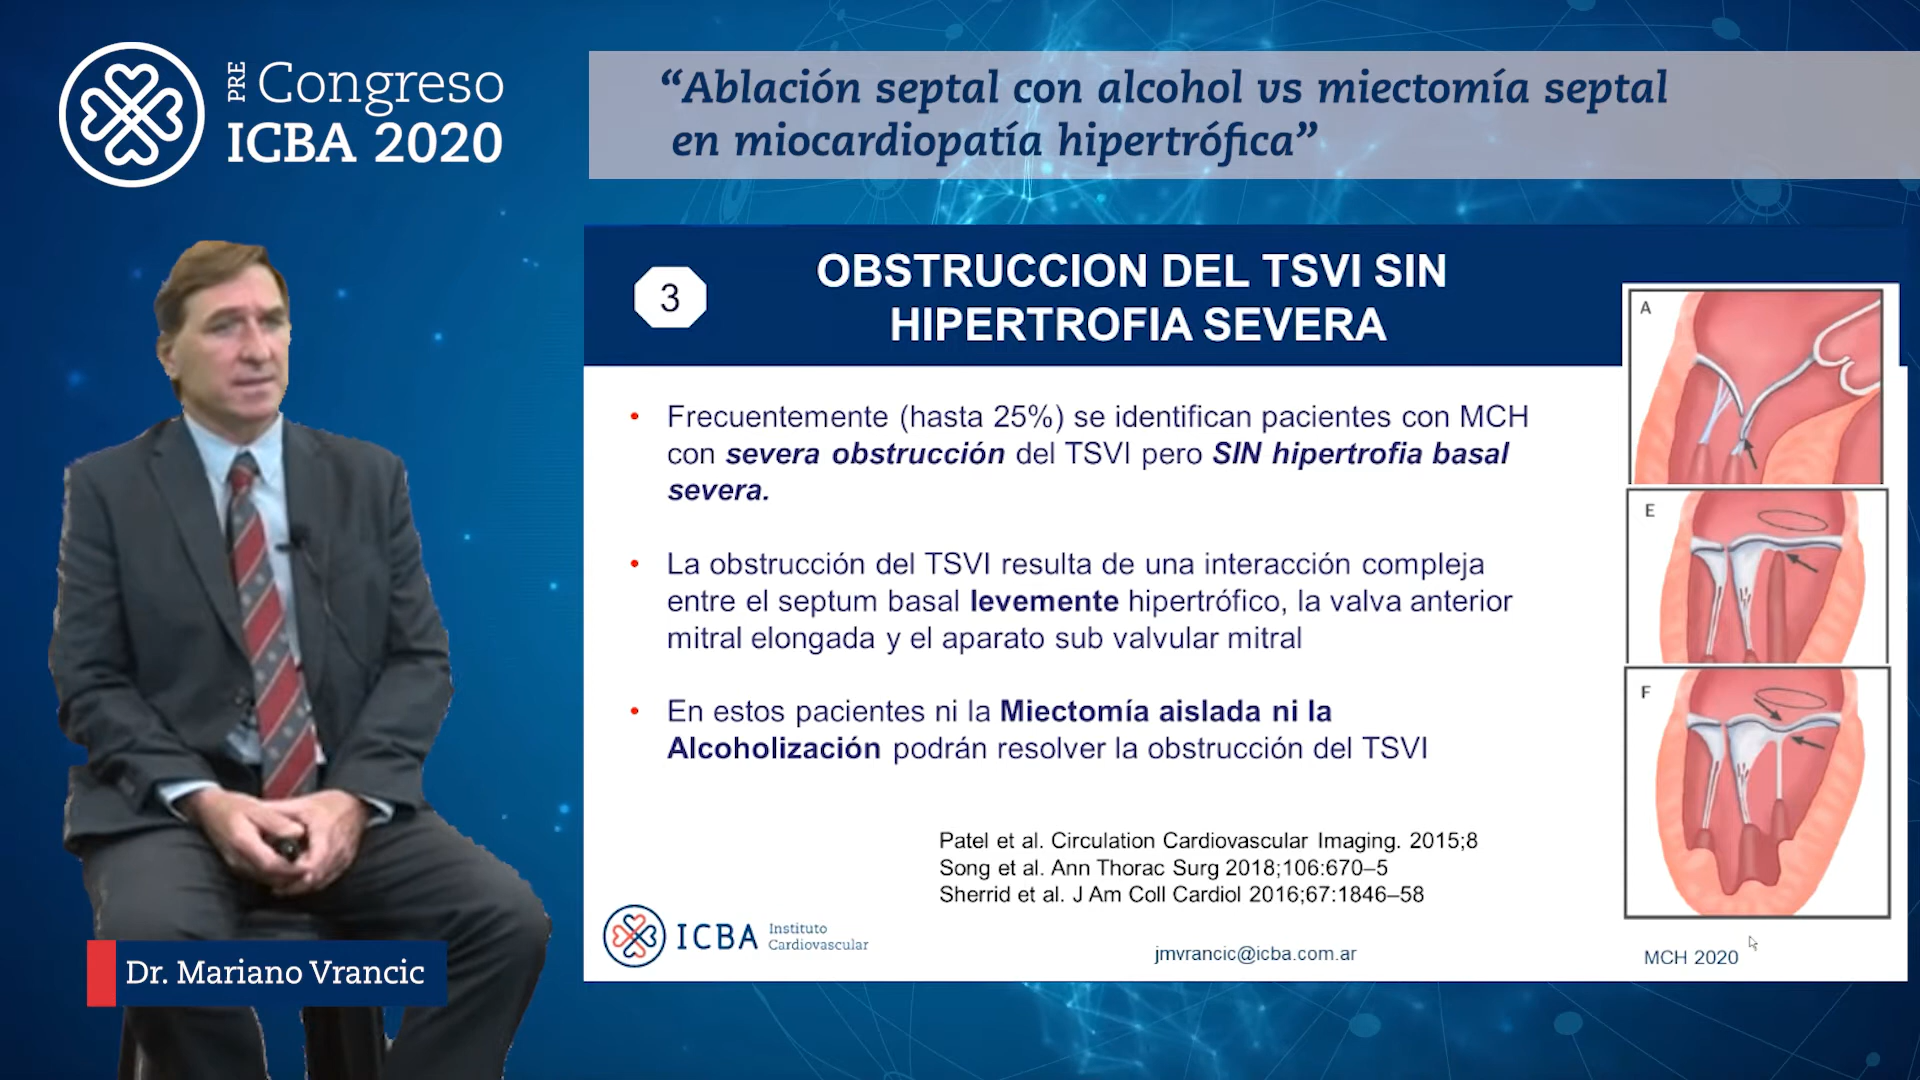 PRE
Congreso
ICBA 2020
“Ablación septal con alcohol vs miectomía septal
en miocardiopatía hipertrófica”
3
OBSTRUCCION DEL TSVI SIN
HIPERTROFIA SEVERA
Frecuentemente (hasta 25%) se identifican pacientes con MCH
con severa obstrucción del TSVI pero SIN hipertrofia basal
severa.
La obstrucción del TSVI resulta de una interacción compleja
entre el septum basal levemente hipertrófico, la valva anterior
mitral elongada y el aparato sub valvular mitral
En estos pacientes ni la Miectomía aislada ni la
Alcoholización podrán resolver la obstrucción del TSVI
Patel et al. Circulation Cardiovascular Imaging. 2015;8
Song et al. Ann Thorac Surg 2018;106:670–5
Sherrid et al. J Am Coll Cardiol 2016;67:1846–58
A
E
F
ICBA
Instituto
Cardiovascular
jmvrancic@icba.com.ar
MCH 2020
Dr. Mariano Vrancic